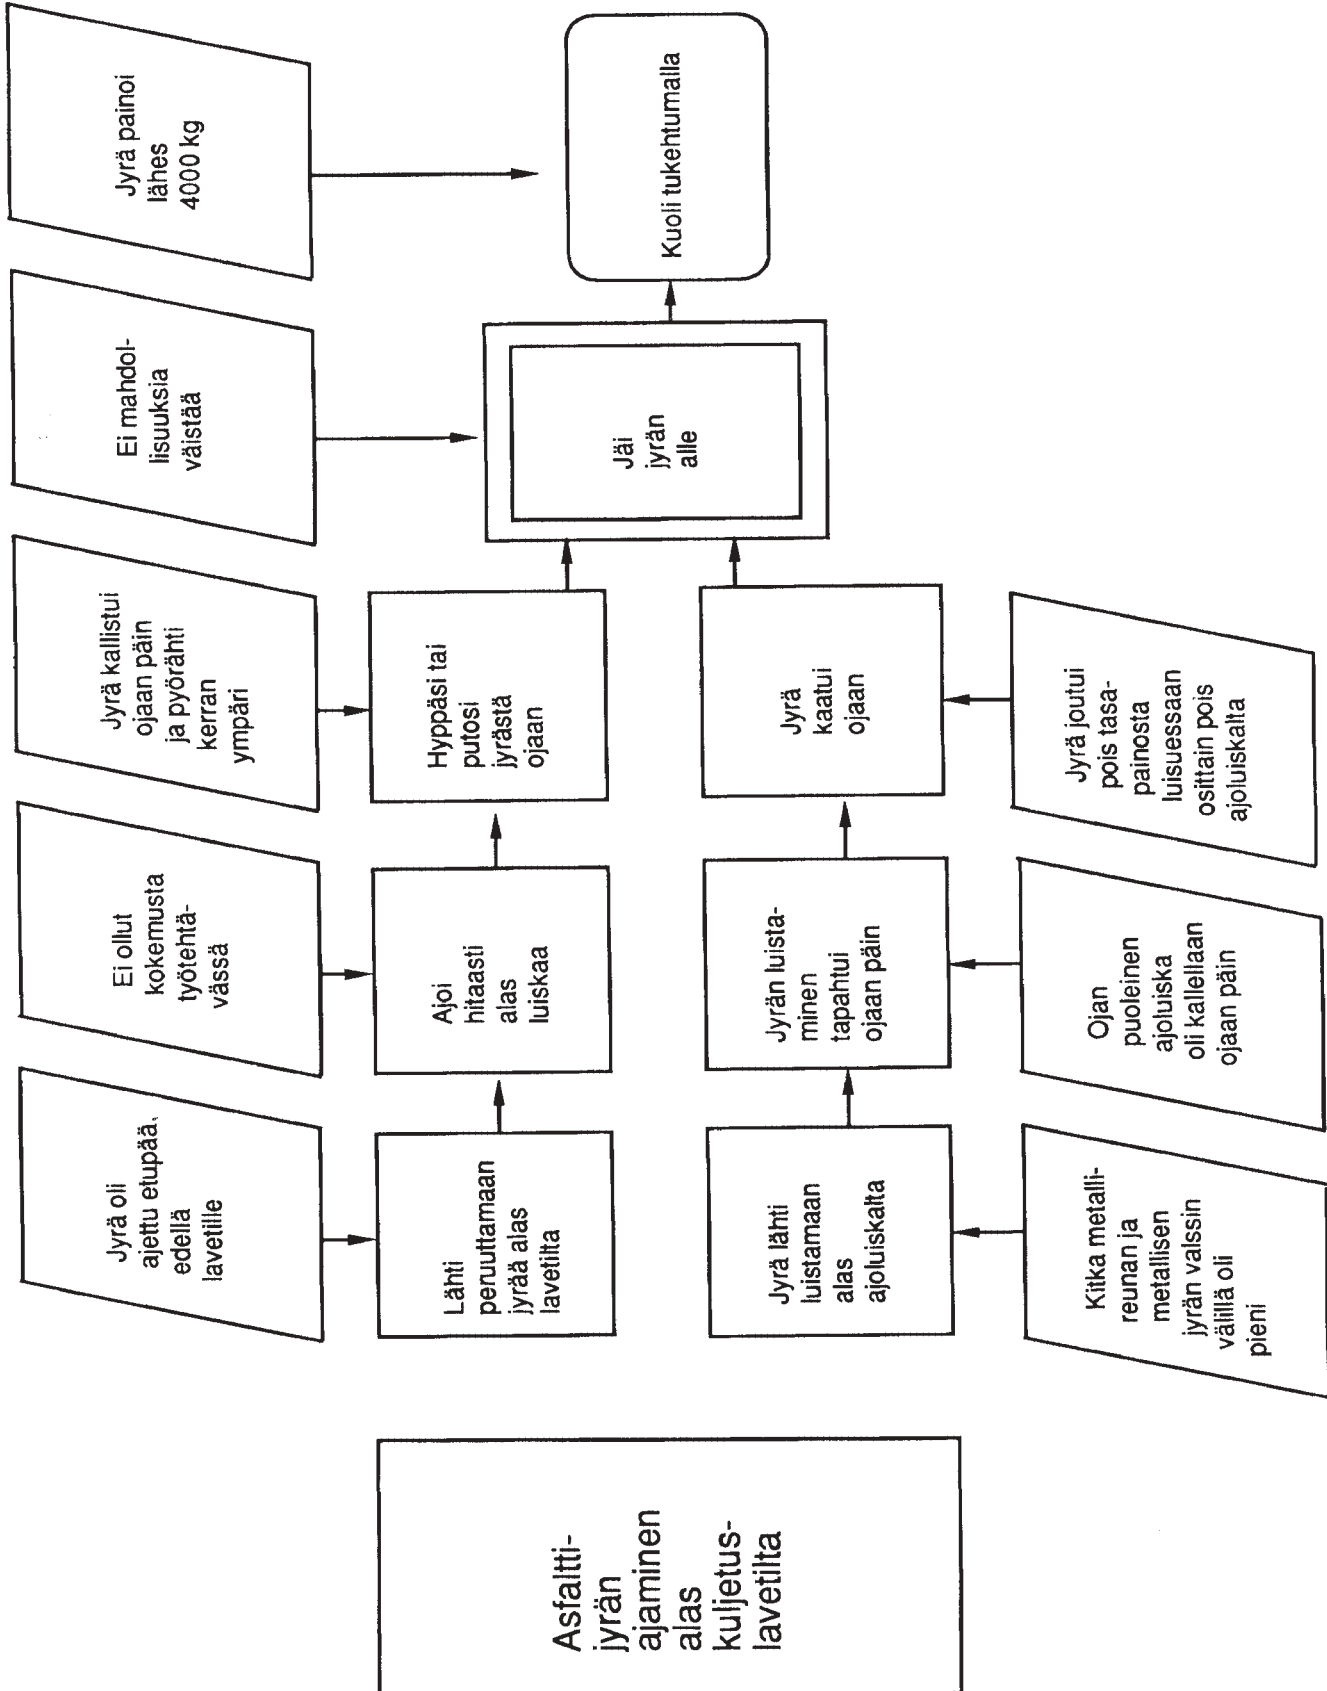 Asfaltti-
jyrän
ajaminen
alas
kuljetus-
lavetilta
Jyrä oli
ajettu etupää
edellä
lavetille
Ei ollut
kokemusta
työtehtä-
vässä
Jyrä kallistui
ojaan päin
ja pyörähti
kerran
ympäri
Ei mahdol-
lisuuksia
väistää
Jyrä painoi
lähes
4000 kg
Lähti
peruuttamaan
jyrää alas
lavetilta
Ajoi
hitaasti
alas
luiskaa
Hyppäsi tai
putosi
jyrästä
ojaan
Jäi
jyrän
alle
Kuoli tukehtumalla
Jyrä lähti
luistamaan
alas
ajoluiskalta
Jyrän luista-
minen
tapahtui
ojaan päin
Jyrä
kaatui
ojaan
Kitka metalli-
reunan ja
metallisen
jyrän valssin
välillä oli
pieni
Ojan
puoleinen
ajoluiska
oli kallellaan
ojaan päin
Jyrä joutui
pois tasa-
painosta
luisuessaan
osittain pois
ajoluiskalta